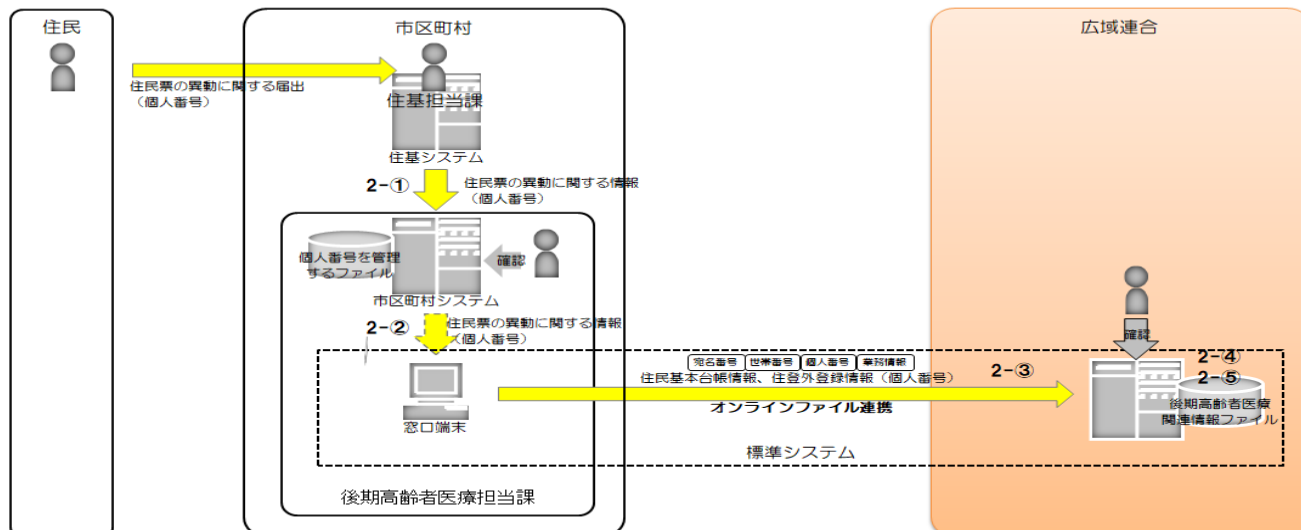 住民
市区町村
広域連合
住民票の異動に関する届出
（個人番号）
住基担当課
住基システム
2-①
住民票の異動に関する情報
（個人番号）
個人番号を管理
するファイル
確認
市区町村システム
2-②
住民票の異動に関する情報
（個人番号）
確認
宛名番号
世帯番号
個人番号
業務情報
住民基本台帳情報、住登外登録情報（個人番号）
2-③
2-④
2-⑤
オンラインファイル連携
後期高齢者医療
関連情報ファイル
窓口端末
標準システム
後期高齢者医療担当課